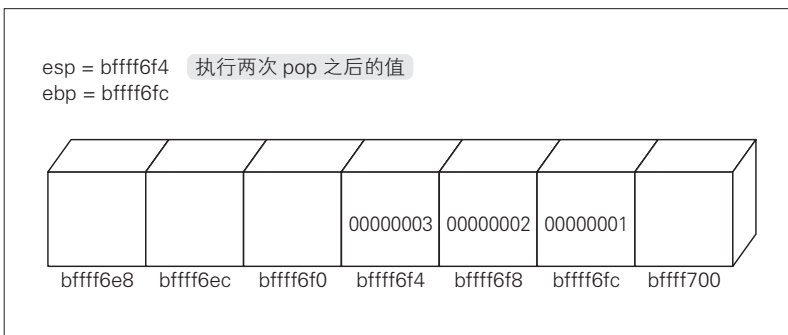 esp = bffff6f4 执行两次 pop 之后的值
ebp = bffff6fc
00000003 00000002 00000001
bffff6e8 bffff6ec bffff6f0 bffff6f4 bffff6f8 bffff6fc bffff700